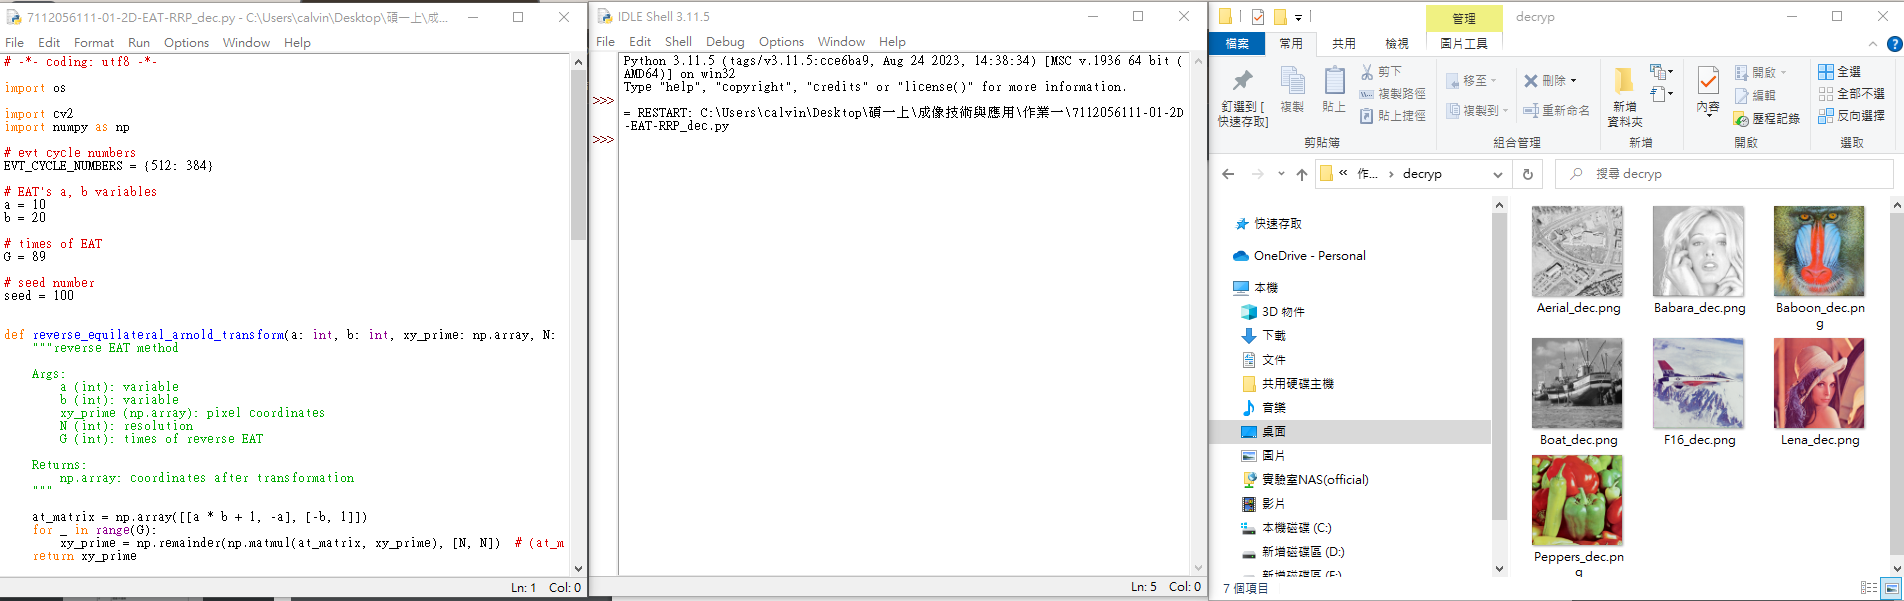 7112056111-01-2D-EAT-RRP_dec.py - C:\Users\calvin\Desktop\碩一上\成...
File Edit Format Run Options Window Help
# -*- coding: utf8 -*-
import os
import cv2
import numpy as np
# evt cycle numbers
EVT_CYCLE_NUMBERS = {512: 384}
# EAT's a, b variables
a = 10
b = 20
# times of EAT
G = 89
# seed number
seed = 100
def reverse_equilateral_arnold_transform(a: int, b: int, xy_prime: np.array, N:
"""reverse EAT method
Args:
a (int): variable
b (int): variable
xy_prime (np.array): pixel coordinates
N (int): resolution
G (int): times of reverse EAT
Returns:
np.array: coordinates after transformation
"""
at_matrix = np.array([[a * b + 1, -a], [-b, 1]])
for _ in range(G):
xy_prime = np.remainder(np.matmul(at_matrix, xy_prime), [N, N])  # (at_m
return xy_prime
Ln: 1 Col: 0
IDLE Shell 3.11.5
File Edit Shell Debug Options Window Help
Python 3.11.5 (tags/v3.11.5:cce6ba9, Aug 24 2023, 14:38:34) [MSC v.1936 64 bit (
AMD64)] on win32
Type "help", "copyright", "credits" or "license()" for more information.
>>>
= RESTART: C:\Users\calvin\Desktop\碩一上\成像技術與應用\作業一\7112056111-01-2D
-EAT-RRP_dec.py
>>>
Ln: 5 Col: 0
管理 decryp
檔案 常用 共用 檢視 圖片工具
釘選到 [
快速存取]
複製
貼上
剪下
複製路徑
貼上捷徑
剪貼簿
移至
複製到
刪除
重新命名
組合管理
新增
資料夾
新增
內容
開啟
編輯
歷程記錄
開啟
全選
全部不選
反向選擇
選取
« 作... › decryp
搜尋 decryp
快速存取
OneDrive - Personal
本機
3D 物件
下載
文件
共用硬碟主機
音樂
桌面
圖片
實驗室NAS(official)
影片
本機磁碟 (C:)
新增磁碟區 (D:)
新增磁碟區 (E:)
Aerial_dec.png
Babara_dec.png
Baboon_dec.pn
g
Boat_dec.png
F16_dec.png
Lena_dec.png
Peppers_dec.pn
g
7 個項目